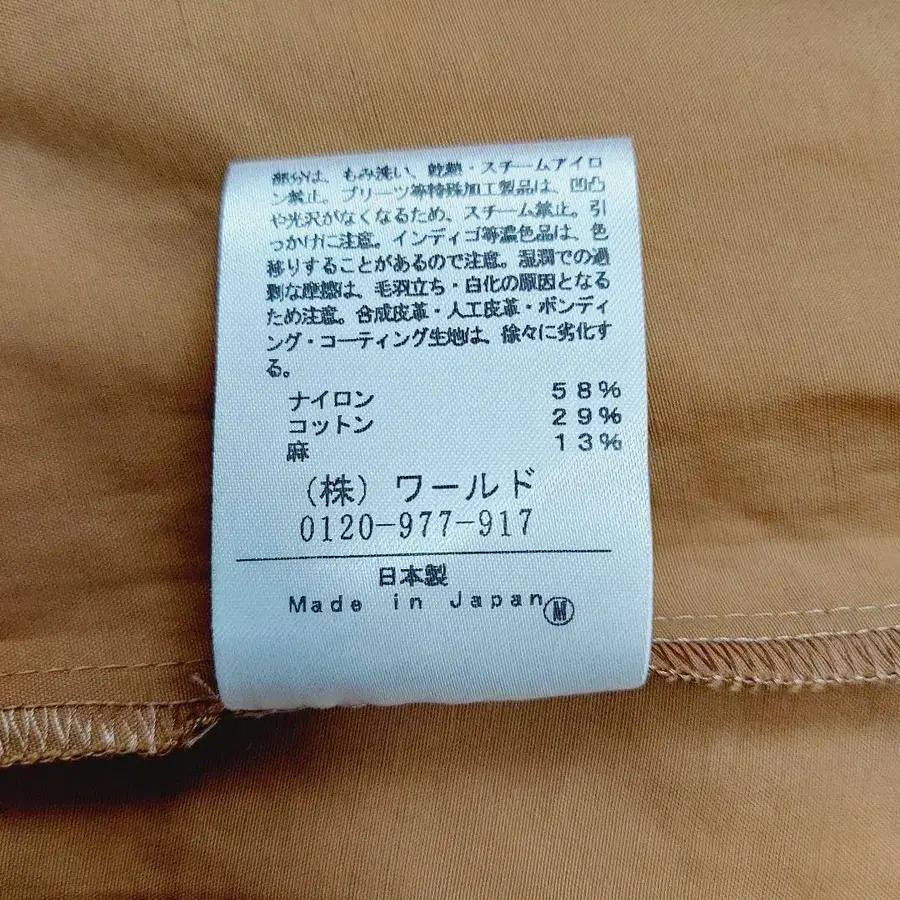 部分は、もみ洗い、乾熱・スチームアイロ
ン禁止。プリーツ等特殊加工製品は、凹凸
や光沢がなくなるため、スチーム禁止。引
っかけに注意。インディゴ等濃色品は、色
移りすることがあるので注意。湿潤での過
剰な摩擦は、毛羽立ち・白化の原因となる
ため注意。合成皮革・人工皮革・ボンディ
ング・コーティング生地は、徐々に劣化す
る。
ナイロン 58%
コットン 29%
麻 13%
(株) ワールド
0120-977-917
日本製
Made in Japan Ⓜ